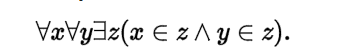 ∀x∀y∃z(x ∈ z ∧ y ∈ z).